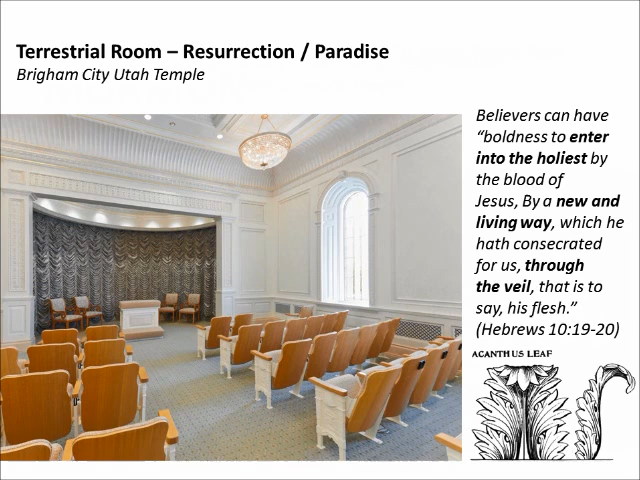 Terrestrial Room – Resurrection / Paradise
Brigham City Utah Temple
Believers can have
“boldness to enter
into the holiest by
the blood of
Jesus, By a new and
living way, which he
hath consecrated
for us, through
the veil, that is to
say, his flesh.”
(Hebrews 10:19-20)
ACANTHUS LEAF